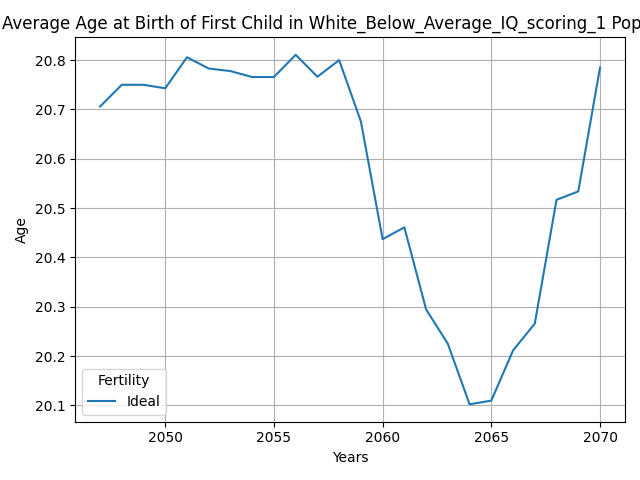 Average Age at Birth of First Child in White_Below_Average_IQ_scoring_1 Pop
20.8
20.7
20.6
20.5
20.4
20.3
20.2
20.1
Age
Fertility
Ideal
2050 2055 2060 2065 2070
Years